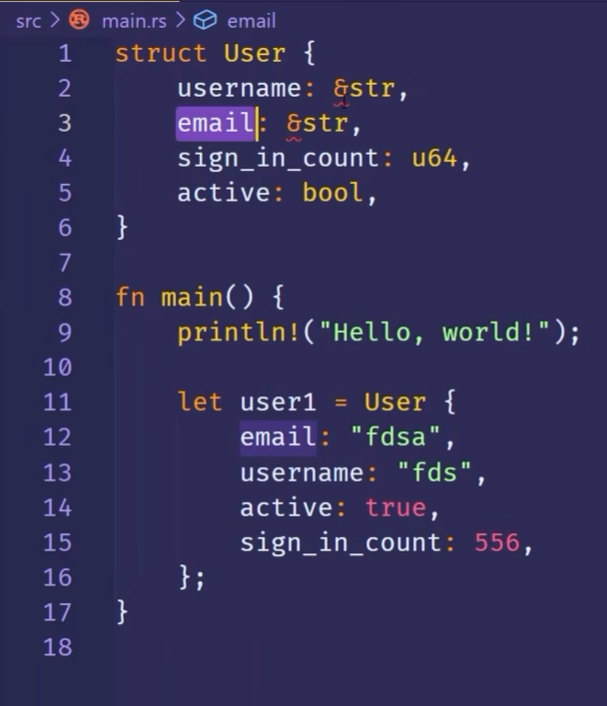 src > main.rs > email
1 struct User {
2     username: &str,
3     email: &str,
4     sign_in_count: u64,
5     active: bool,
6 }
7
8 fn main() {
9     println!("Hello, world!");
10
11     let user1 = User {
12         email: "fdsa",
13         username: "fds",
14         active: true,
15         sign_in_count: 556,
16     };
17 }
18